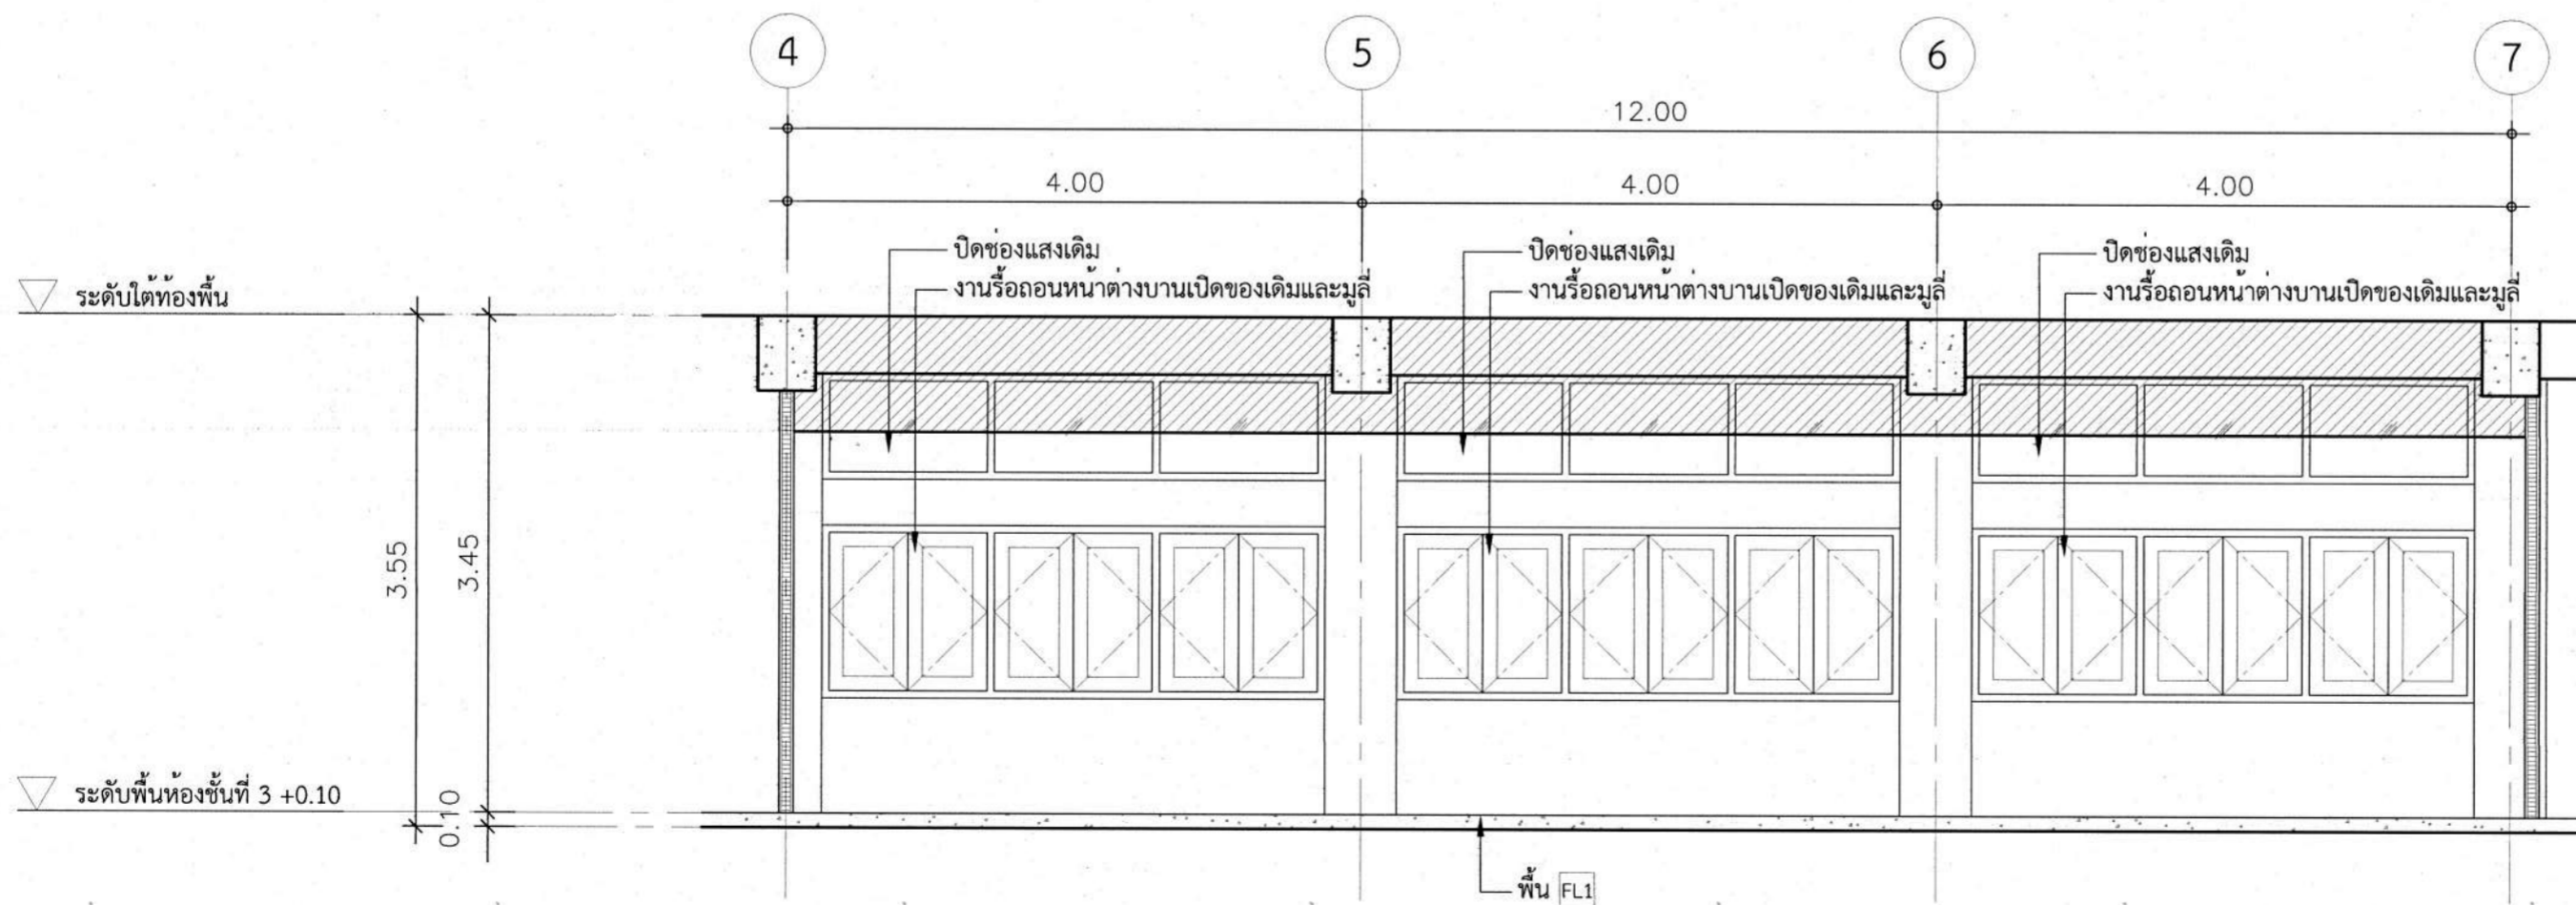 4 5 6 7
12.00
4.00 4.00 4.00
ปิดช่องแสงเดิม ปิดช่องแสงเดิม ปิดช่องแสงเดิม
งานรื้อถอนหน้าต่างบานเปิดของเดิมและมูลี่ งานรื้อถอนหน้าต่างบานเปิดของเดิมและมูลี่ งานรื้อถอนหน้าต่างบานเปิดของเดิมและมูลี่
ระดับใต้ท้องพื้น
3.55
3.45
ระดับพื้นห้องชั้นที่ 3 +0.10
0.10
พื้น FL1